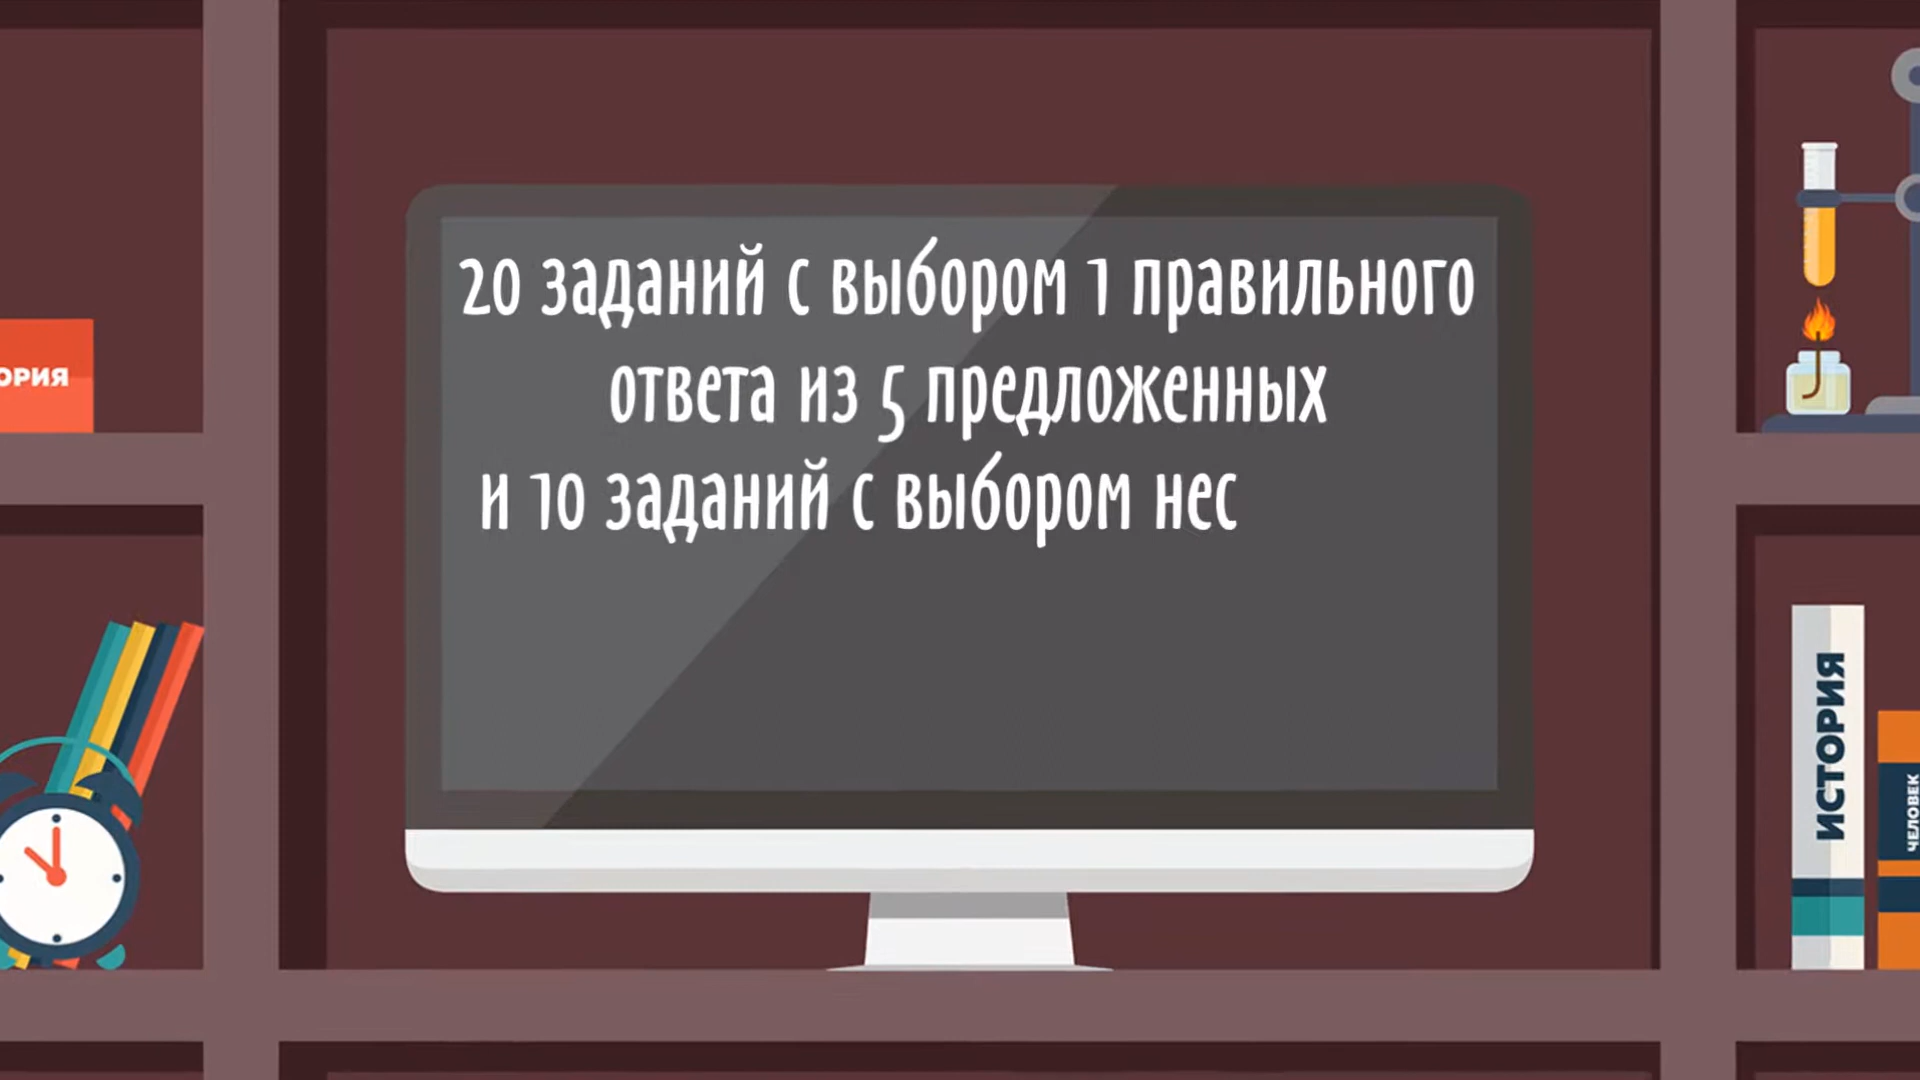 20 заданий с выбором 1 правильного
ответа из 5 предложенных
и 10 заданий с выбором нес
ОРИЯ
ИСТОРИЯ
ЧЕЛОВЕК